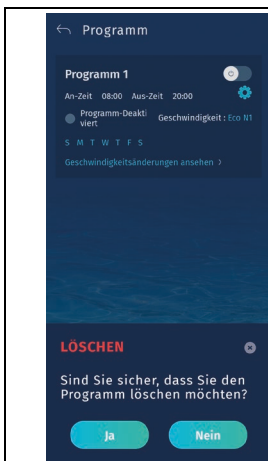 Programm
Programm 1
An-Zeit 08:00 Aus-Zeit 20:00
Programm-Deakti
viert
Geschwindigkeit : Eco N1
S M T W T F S
Geschwindigkeitsänderungen ansehen >
LÖSCHEN
Sind Sie sicher, dass Sie den
Programm löschen möchten?
Ja Nein